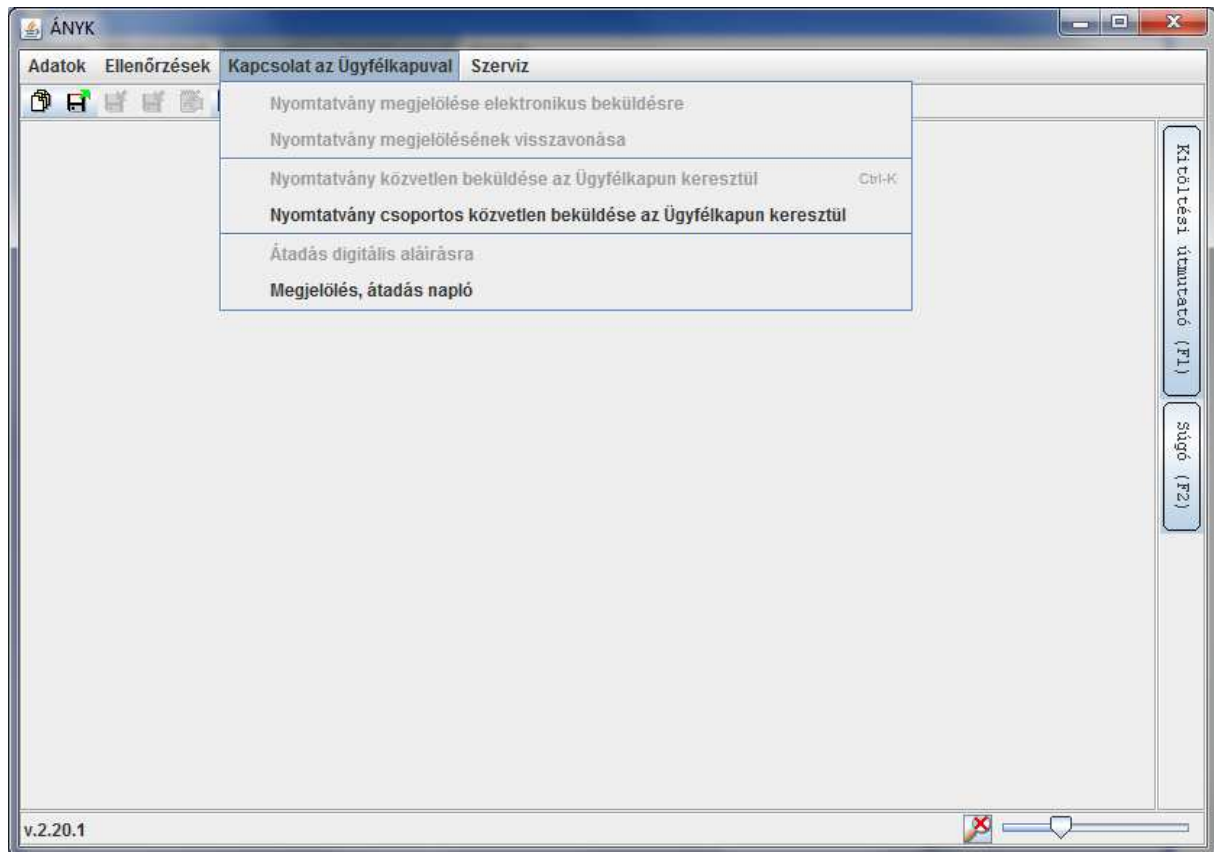 ÁNYK
Adatok Ellenőrzések Kapcsolat az Ügyfélkapuval Szerviz
Nyomtatvány megjelölése elektronikus beküldésre
Nyomtatvány megjelölésének visszavonása
Nyomtatvány közvetlen beküldése az Ügyfélkapun keresztül Ctrl-K
Nyomtatvány csoportos közvetlen beküldése az Ügyfélkapun keresztül
Átadás digitális aláírásra
Megjelölés, átadás napló
Kitöltési útmutató (F1)
Súgó (F2)
v.2.20.1